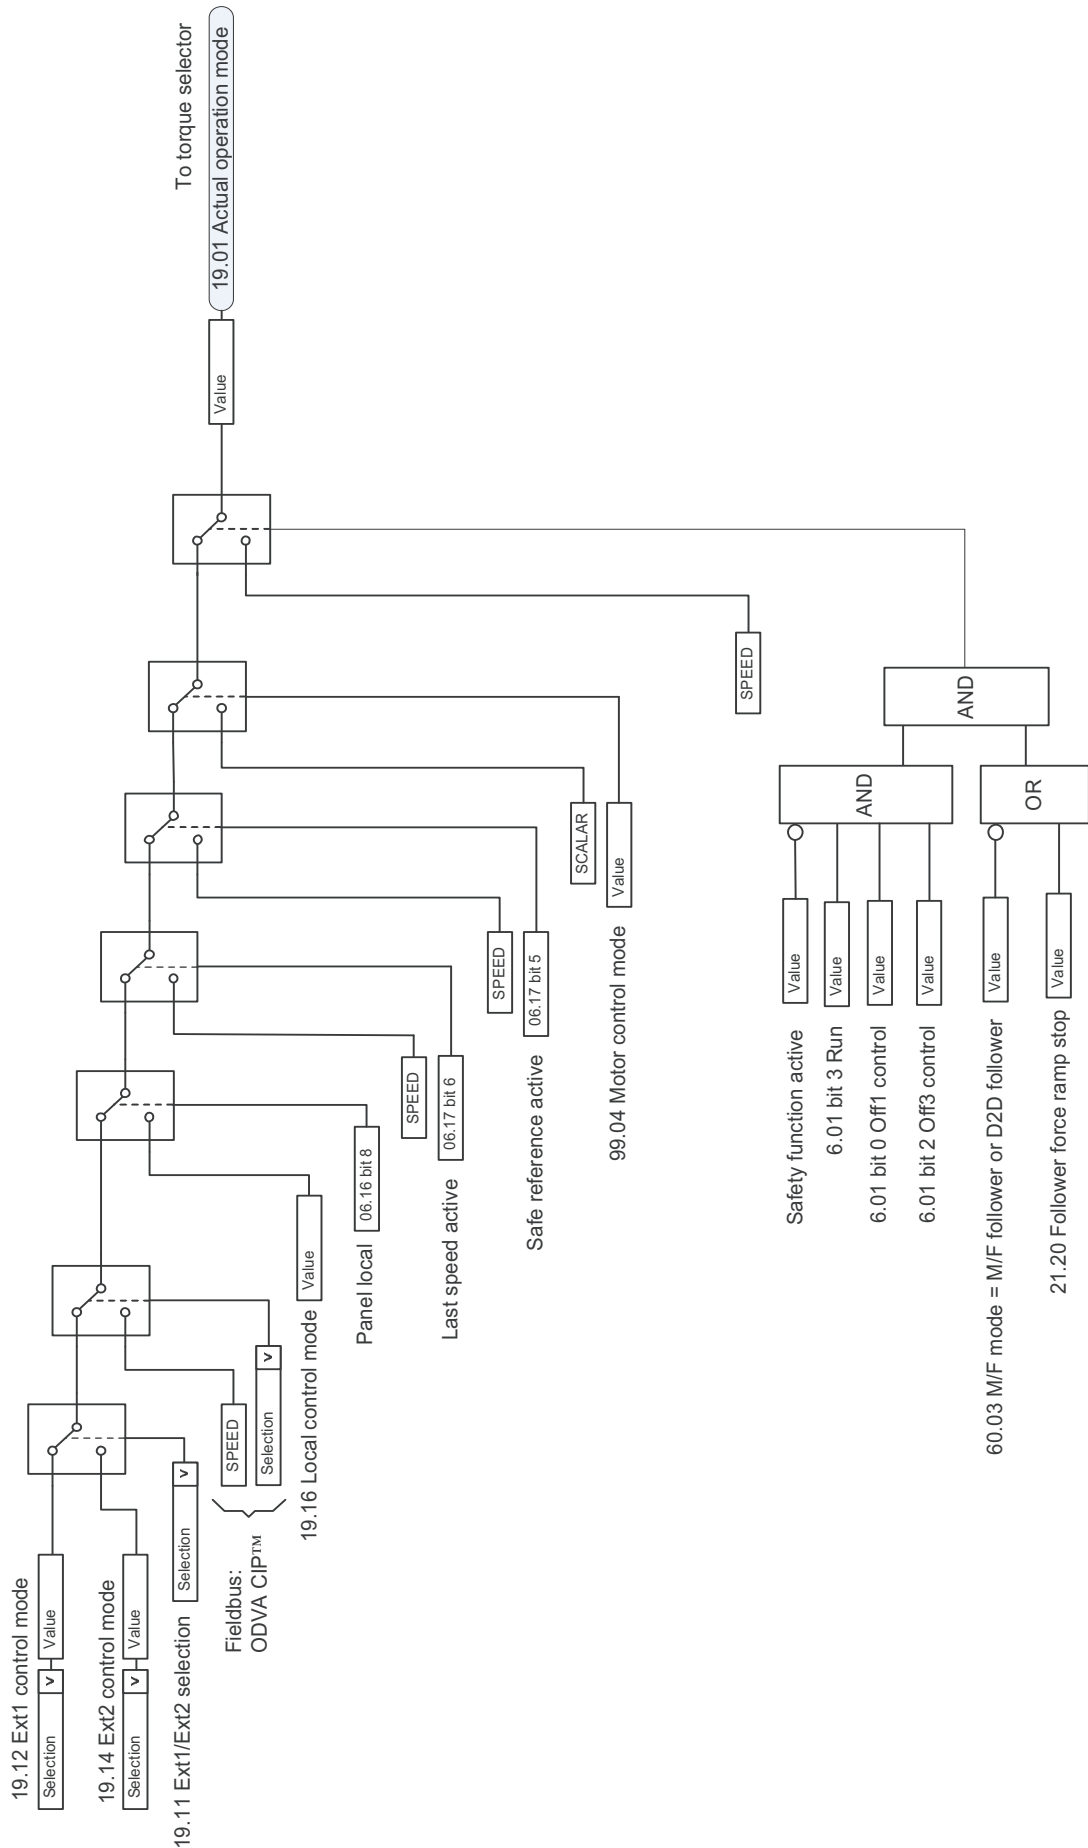 19.12 Ext1 control mode
Selection
v
Value
19.14 Ext2 control mode
Selection
v
Value
19.11 Ext1/Ext2 selection
Selection
v
Fieldbus:
ODVA CIP™
SPEED
Selection
v
19.16 Local control mode
Value
Panel local
06.16 bit 8
SPEED
Last speed active
06.17 bit 6
SPEED
Safe reference active
06.17 bit 5
SCALAR
99.04 Motor control mode
Value
SPEED
Safety function active
Value
6.01 bit 3 Run
Value
6.01 bit 0 Off1 control
Value
6.01 bit 2 Off3 control
Value
AND
60.03 M/F mode = M/F follower or D2D follower
Value
21.20 Follower force ramp stop
Value
OR
AND
Value
To torque selector
19.01 Actual operation mode